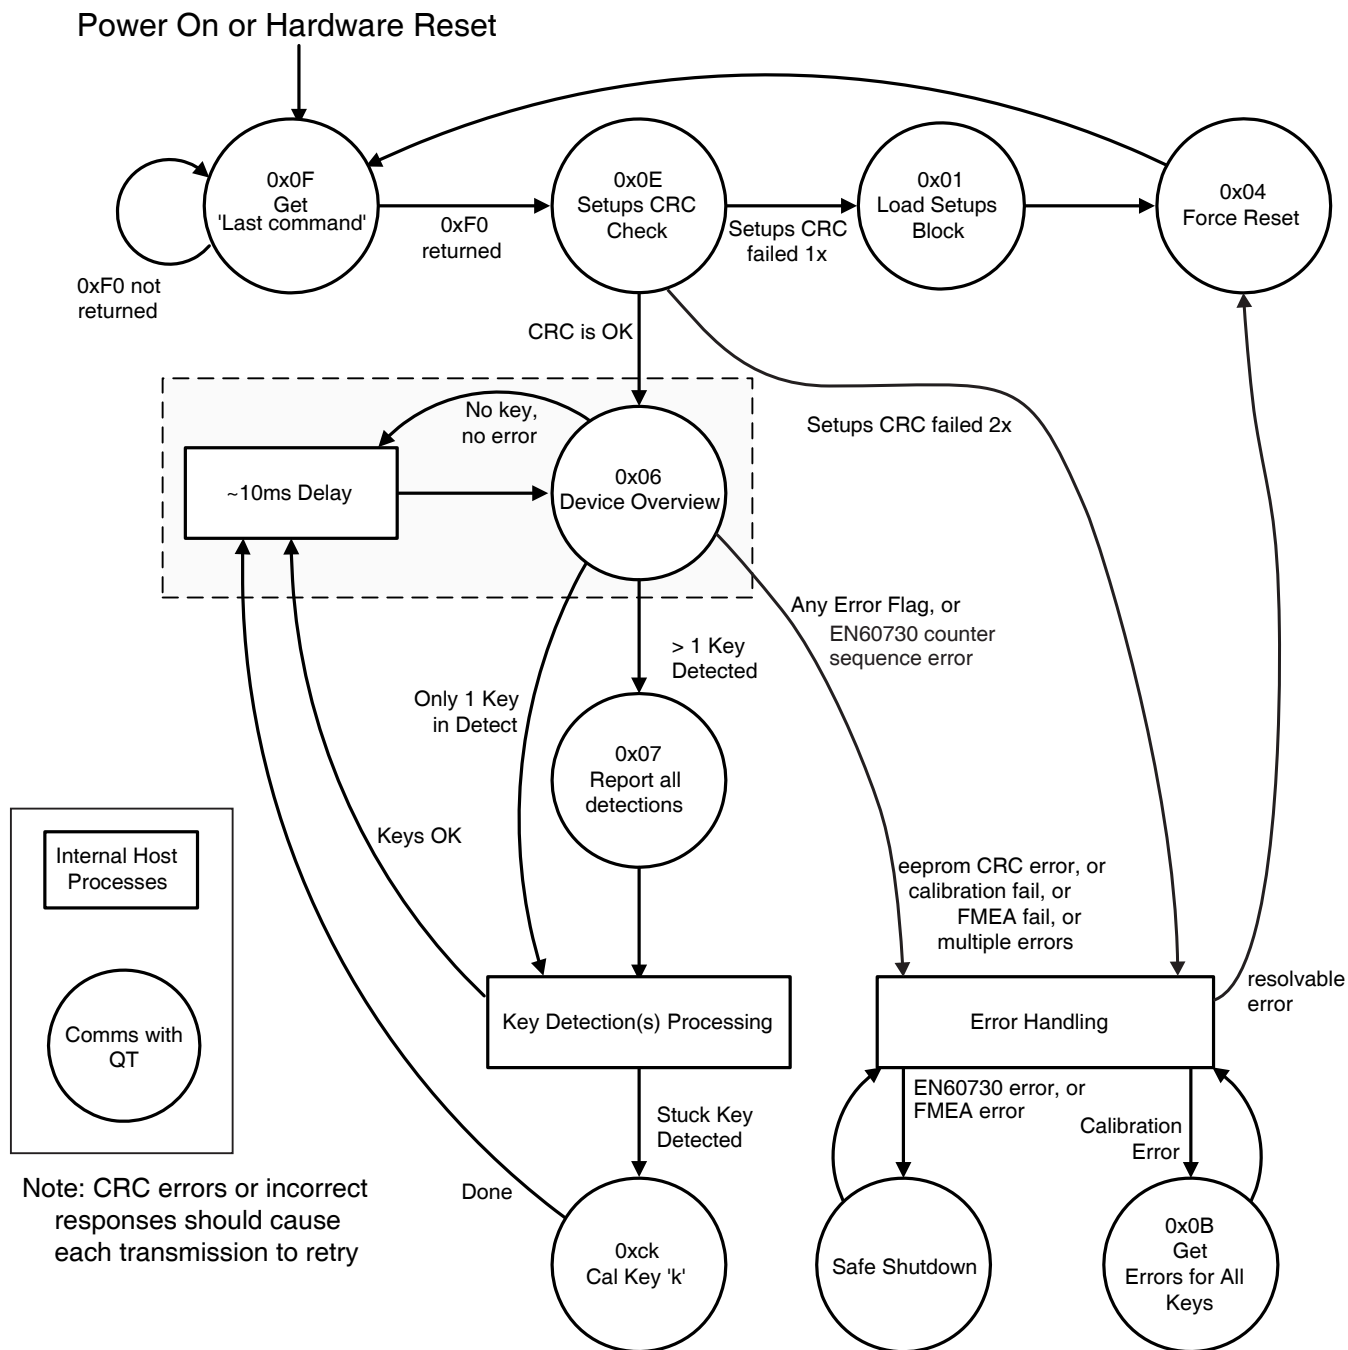 Power On or Hardware Reset
0x0F
Get
'Last command'
0xF0 not
returned
0xF0
returned
0x0E
Setups CRC
Check
Setups CRC
failed 1x
0x01
Load Setups
Block
0x04
Force Reset
CRC is OK
No key,
no error
~10ms Delay
0x06
Device Overview
Setups CRC failed 2x
Any Error Flag, or
EN60730 counter
sequence error
> 1 Key
Detected
Only 1 Key
in Detect
0x07
Report all
detections
Keys OK
eeprom CRC error, or
calibration fail, or
FMEA fail, or
multiple errors
Internal Host
Processes
Comms with
QT
Key Detection(s) Processing
Error Handling
resolvable
error
Stuck Key
Detected
EN60730 error, or
FMEA error
Calibration
Error
Note: CRC errors or incorrect
responses should cause
each transmission to retry
Done
0xck
Cal Key 'k'
Safe Shutdown
0x0B
Get
Errors for All
Keys